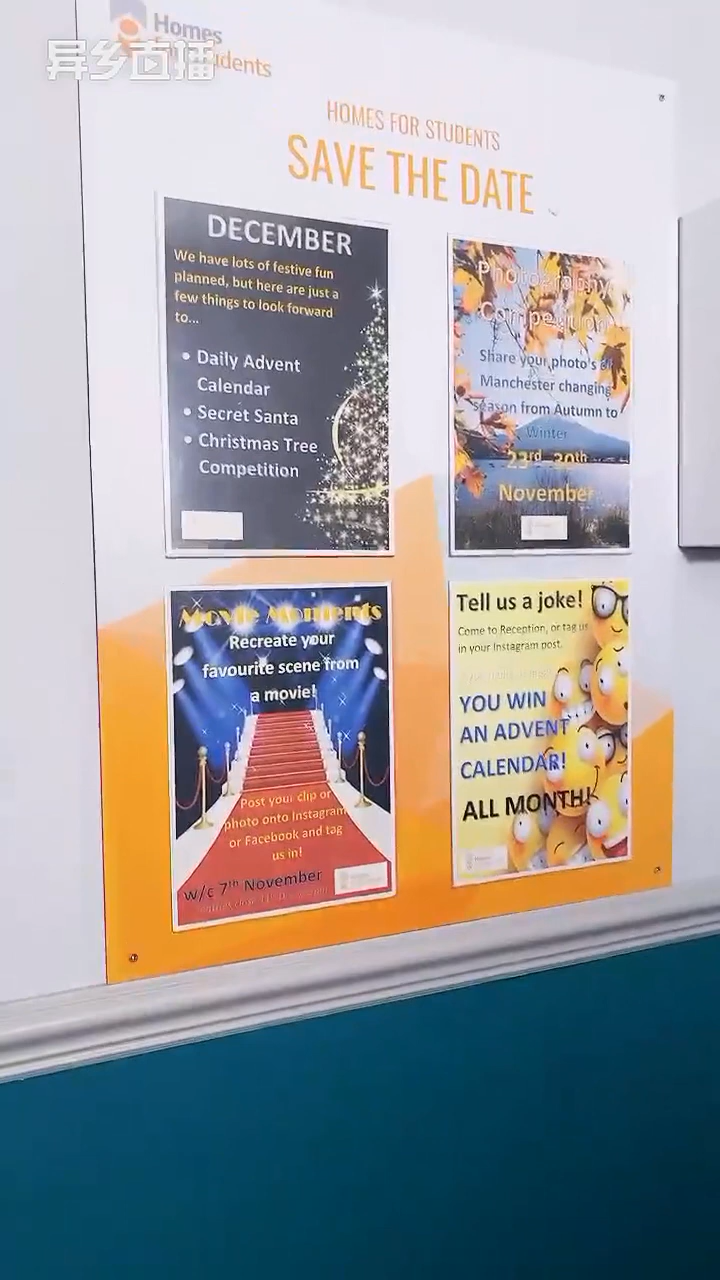 异乡直播
Homes
for Students
HOMES FOR STUDENTS
SAVE THE DATE
DECEMBER
We have lots of festive fun
planned, but here are just a
few things to look forward
to...
• Daily Advent
Calendar
• Secret Santa
• Christmas Tree
Competition
Photography
Competition
Share your photo's of
Manchester changing
season from Autumn to
Winter
23rd 30th
November
Movie Moments
Recreate your
favourite scene from
a movie!
Post your clip or
photo onto Instagram
or Facebook and tag
us in!
w/c 7th November
Tell us a joke!
Come to Reception, or tag us
in your Instagram post.
YOU WIN
AN ADVENT
CALENDAR!
ALL MONTH!